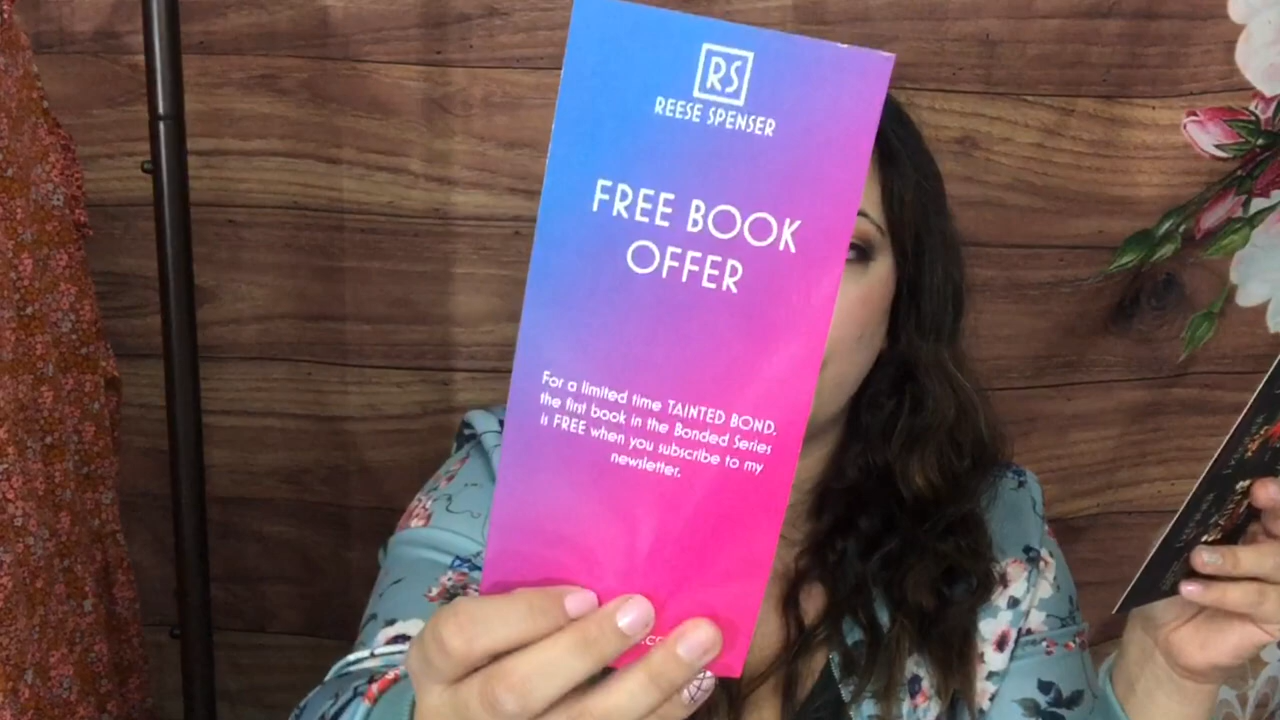 RS
REESE SPENSER
FREE BOOK
OFFER
For a limited time TAINTED BOND,
the first book in the Bonded Series
is FREE when you subscribe to my
newsletter.